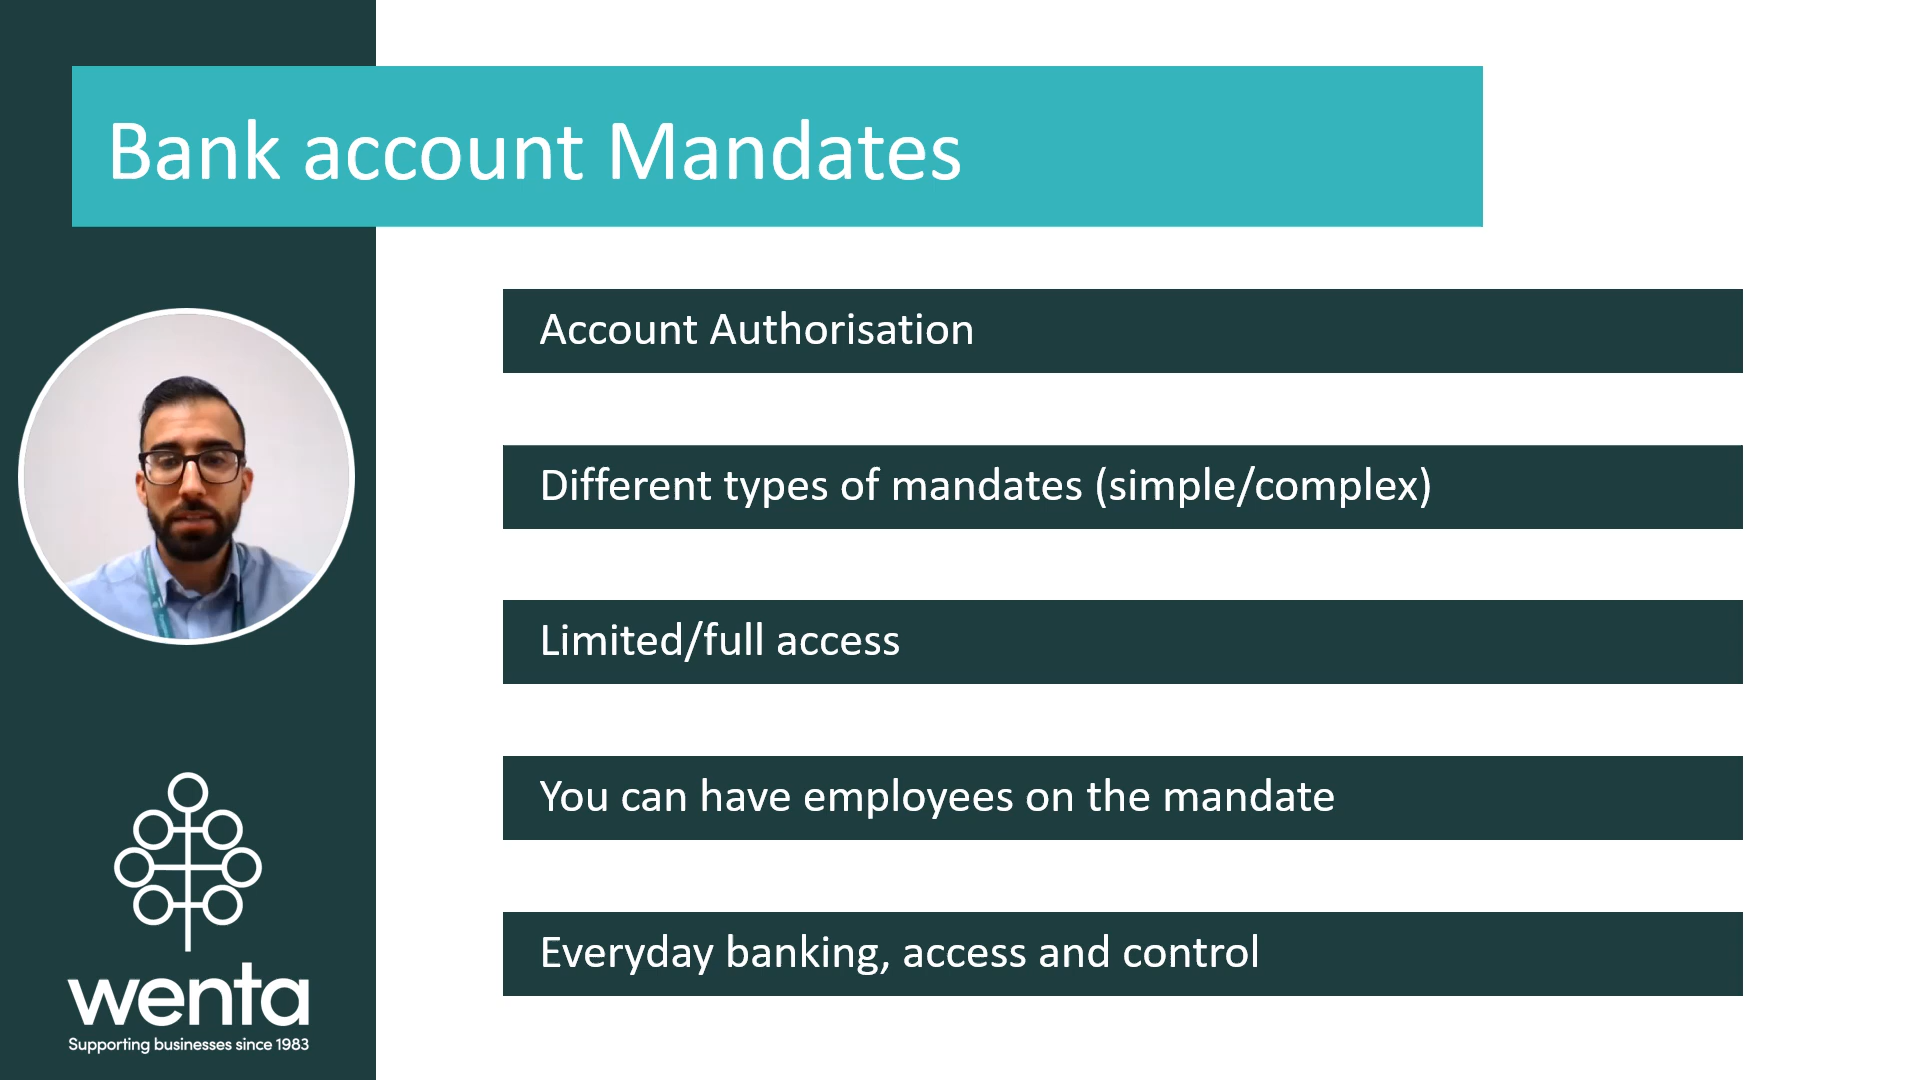 Bank account Mandates
Account Authorisation
Different types of mandates (simple/complex)
Limited/full access
You can have employees on the mandate
Everyday banking, access and control
wenta
Supporting businesses since 1983